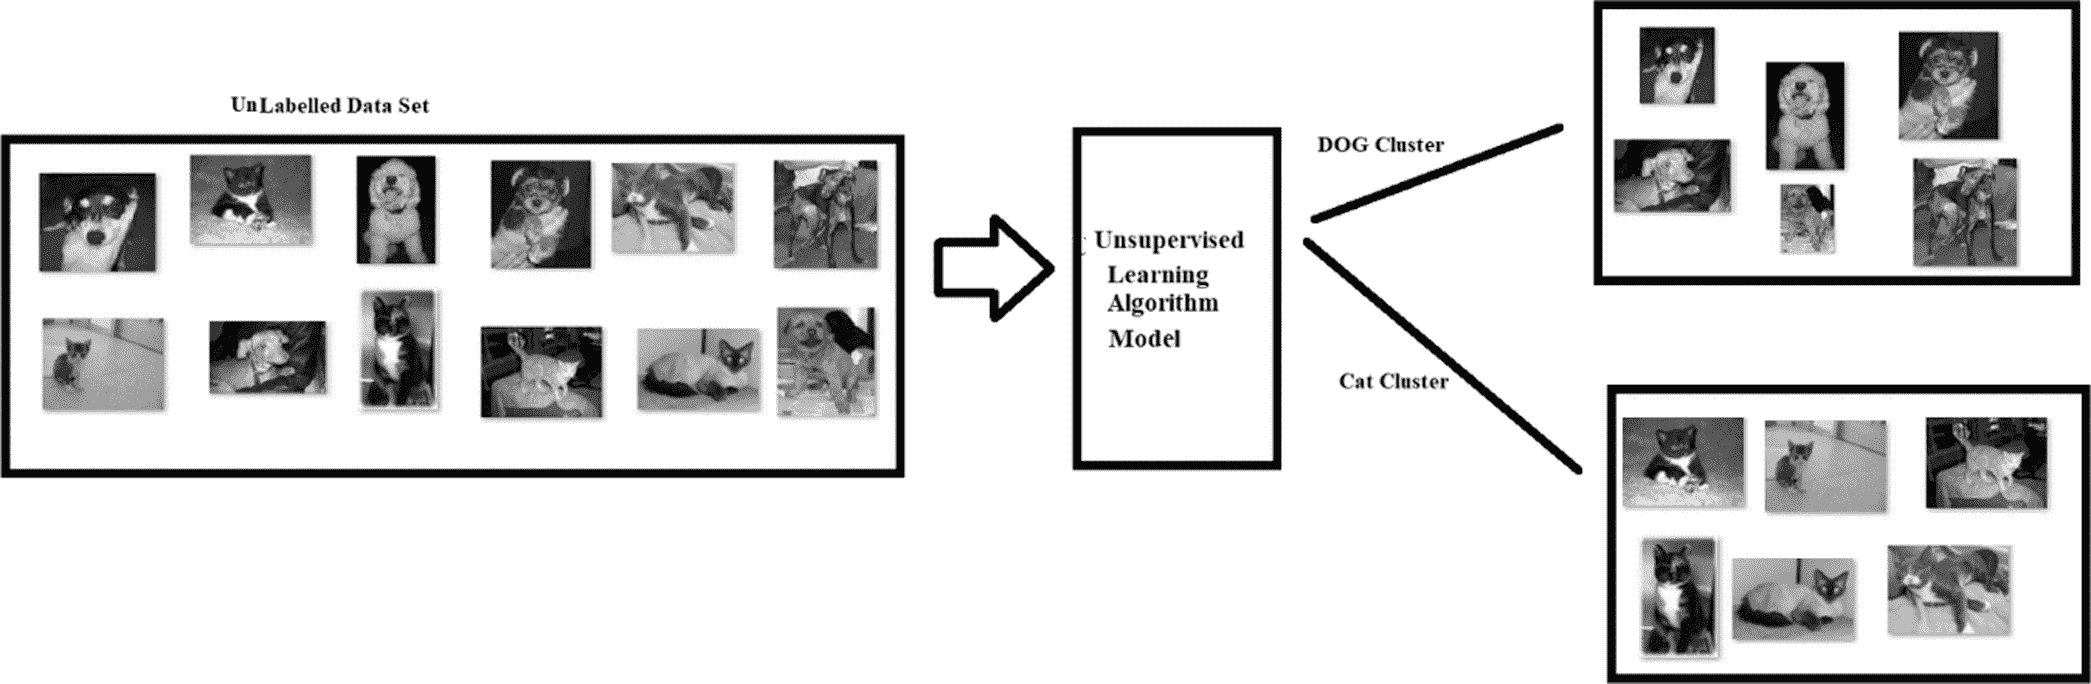 UnLabelled Data Set
Unsupervised
Learning
Algorithm
Model
DOG Cluster
Cat Cluster